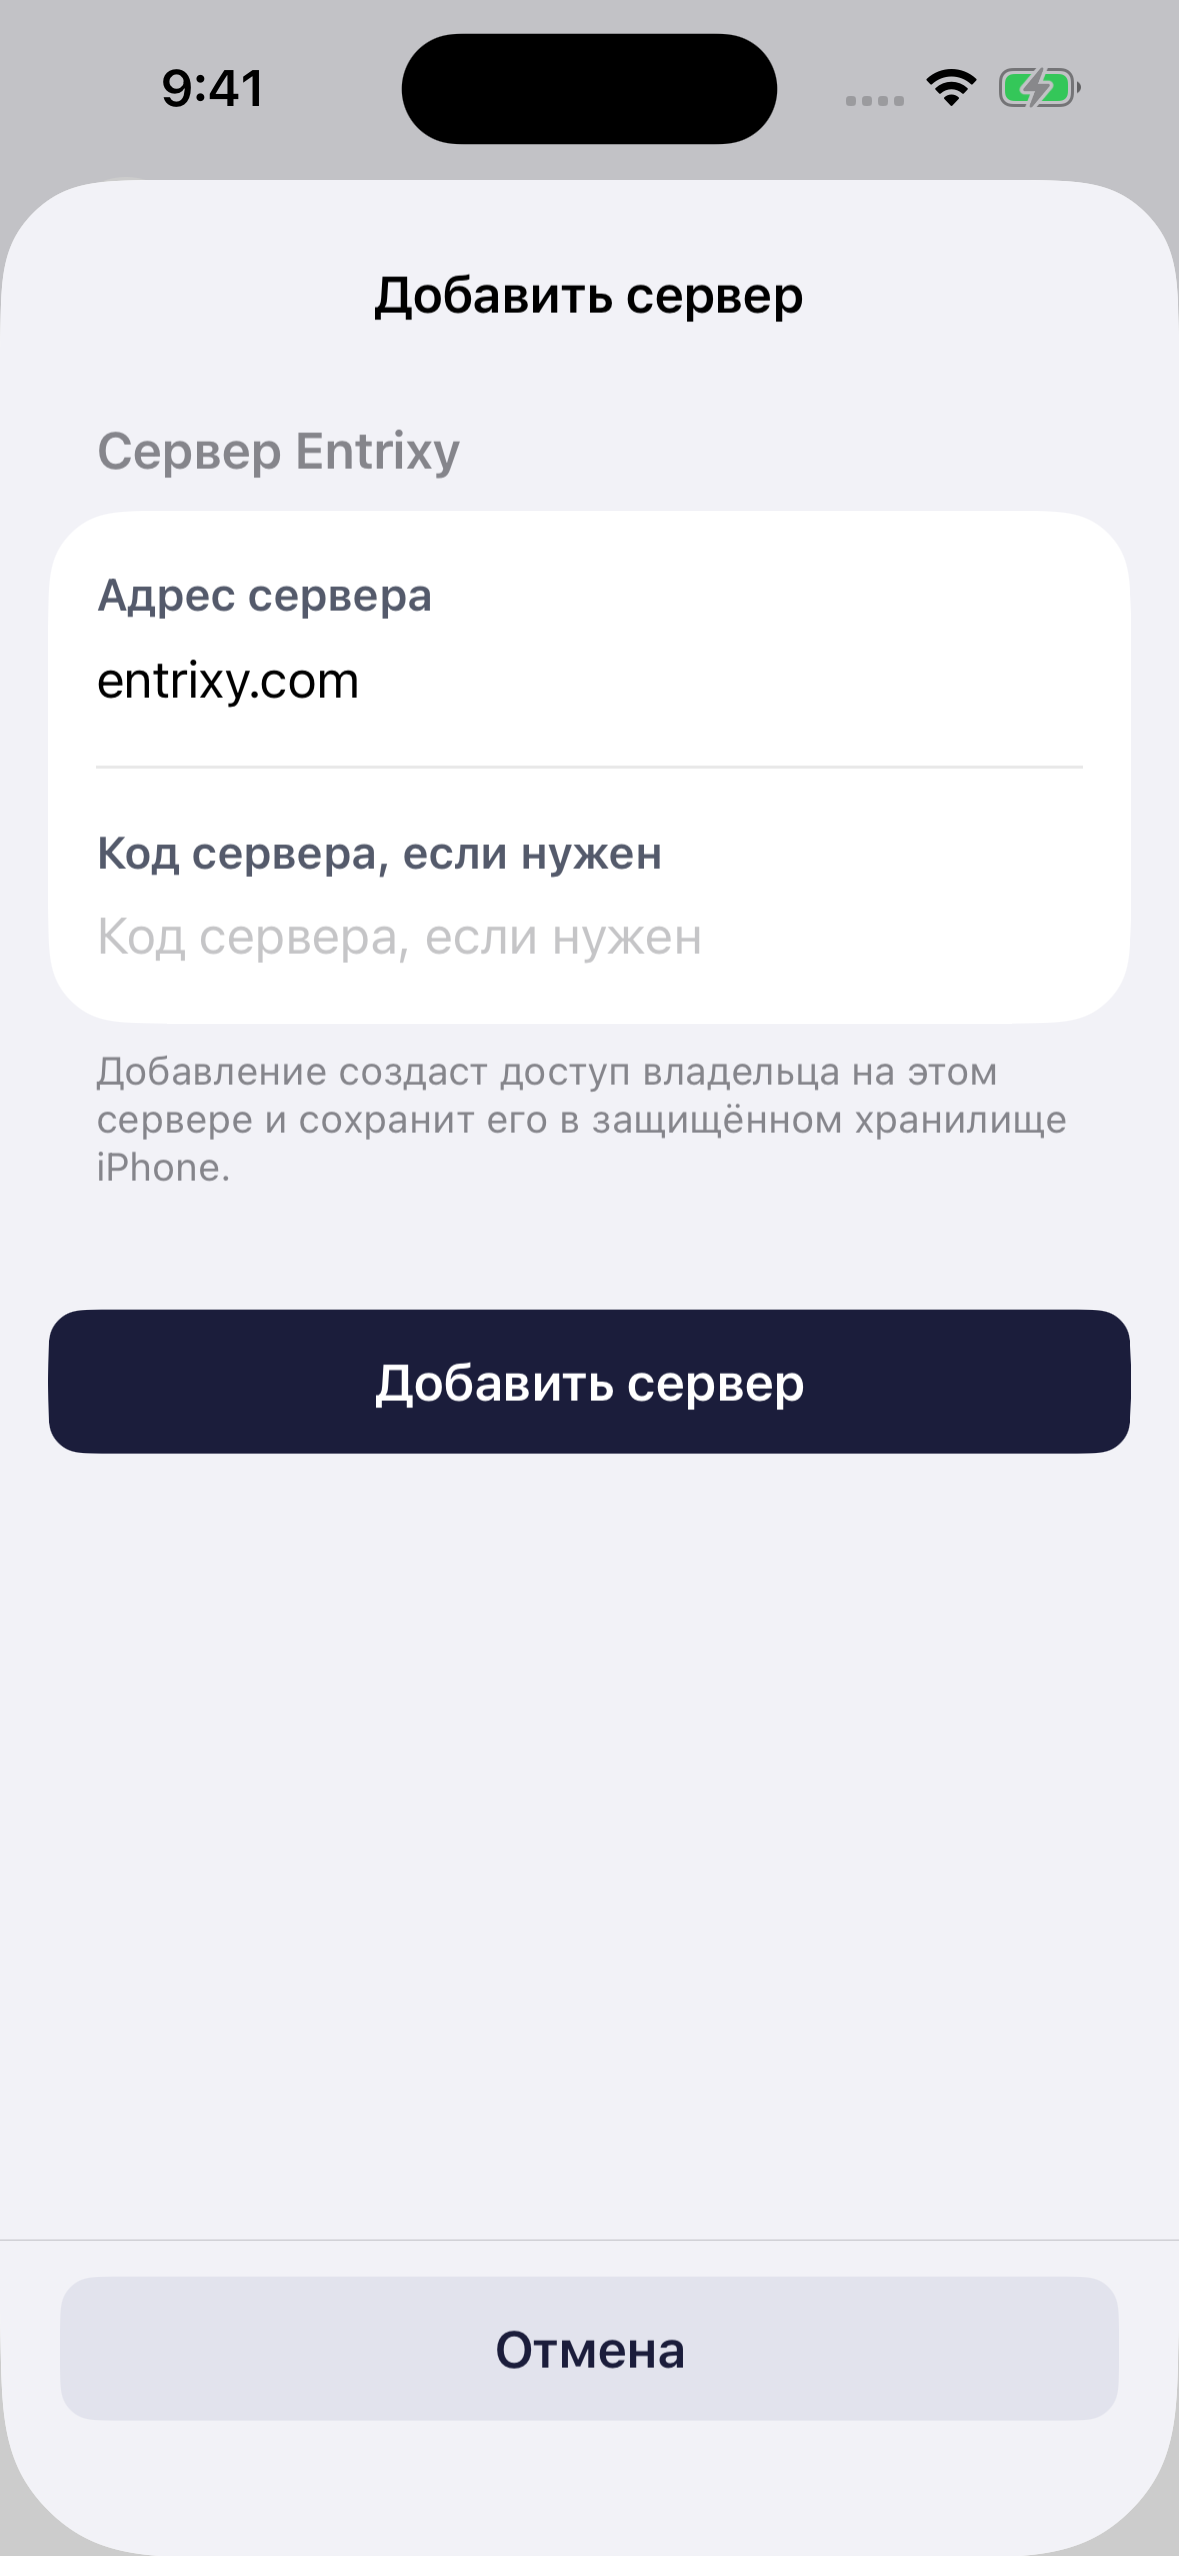 9:41
Добавить сервер
Сервер Entrixy
Адрес сервера
entrixy.com
Код сервера, если нужен
Код сервера, если нужен
Добавление создаст доступ владельца на этом
сервере и сохранит его в защищённом хранилище
iPhone.
Добавить сервер
Отмена